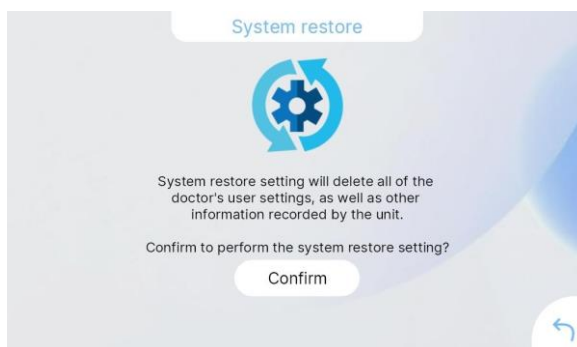 System restore
System restore setting will delete all of the
doctor's user settings, as well as other
information recorded by the unit.
Confirm to perform the system restore setting?
Confirm